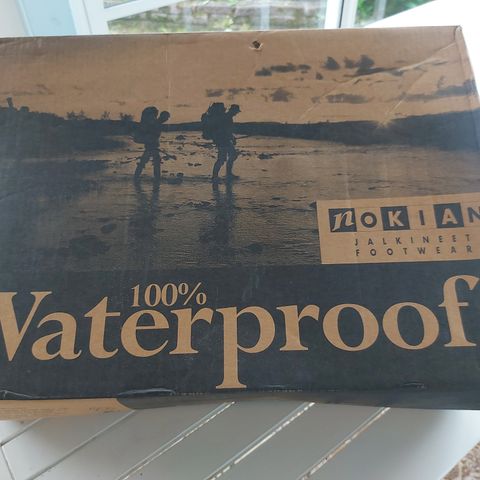 NOKIAN
JALKINEET
FOOTWEAR
100%
Waterproof